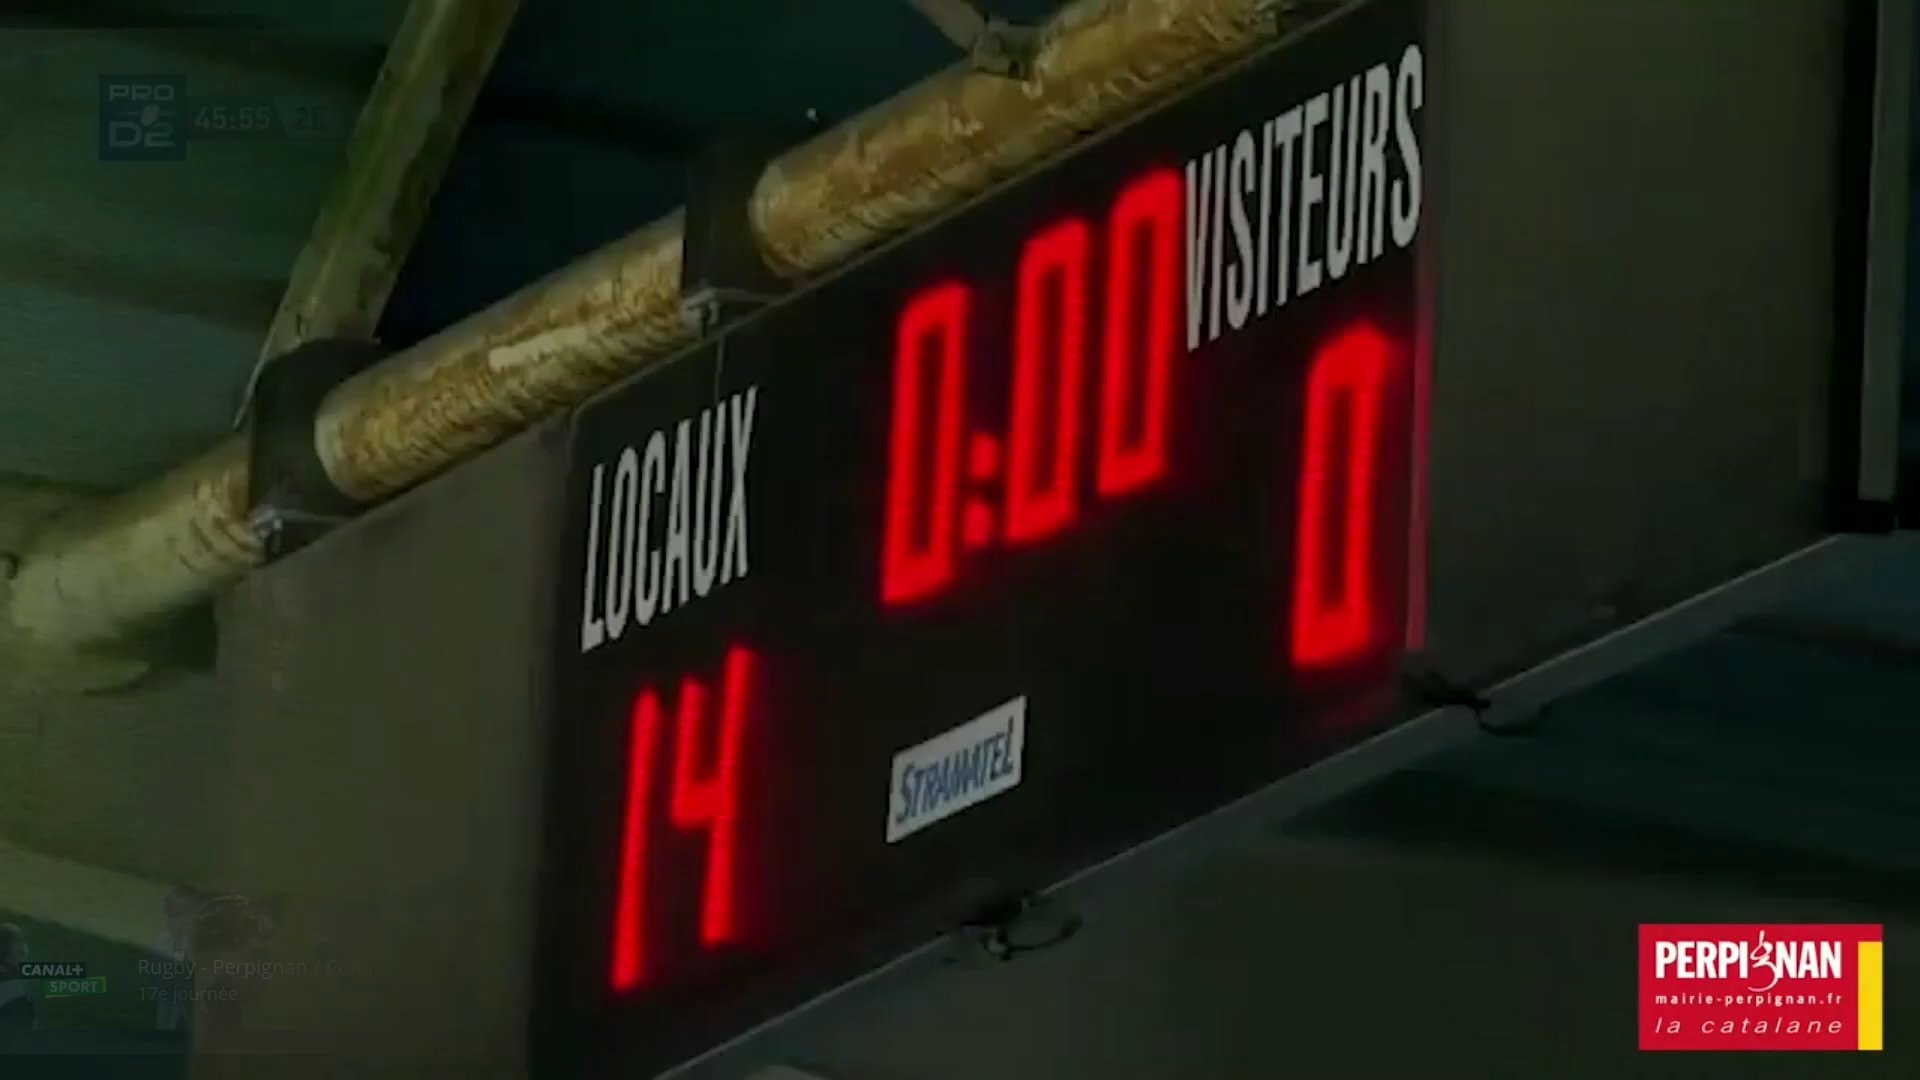 PRO
D2
45:55 2E
VISITEURS
0:00
LOCAUX
0
14
STRAMATEL
CANAL+
SPORT
Rugby - Perpignan /
17e journée
PERPIGNAN
mairie-perpignan.fr
la catalane